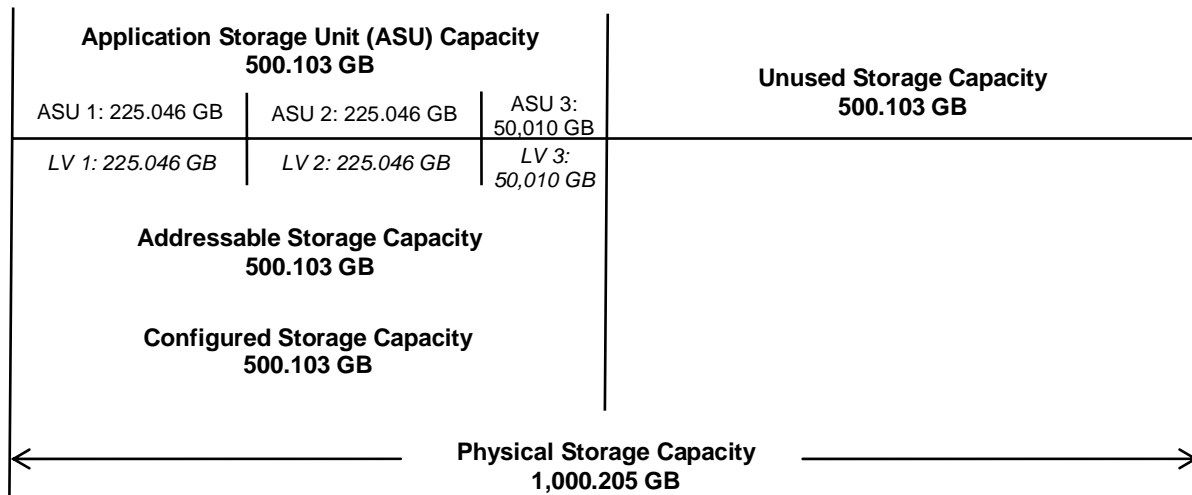 Application Storage Unit (ASU) Capacity
500.103 GB
Unused Storage Capacity
500.103 GB
ASU 1: 225.046 GB
ASU 2: 225.046 GB
ASU 3:
50,010 GB
LV 1: 225.046 GB
LV 2: 225.046 GB
LV 3:
50,010 GB
Addressable Storage Capacity
500.103 GB
Configured Storage Capacity
500.103 GB
Physical Storage Capacity
1,000.205 GB